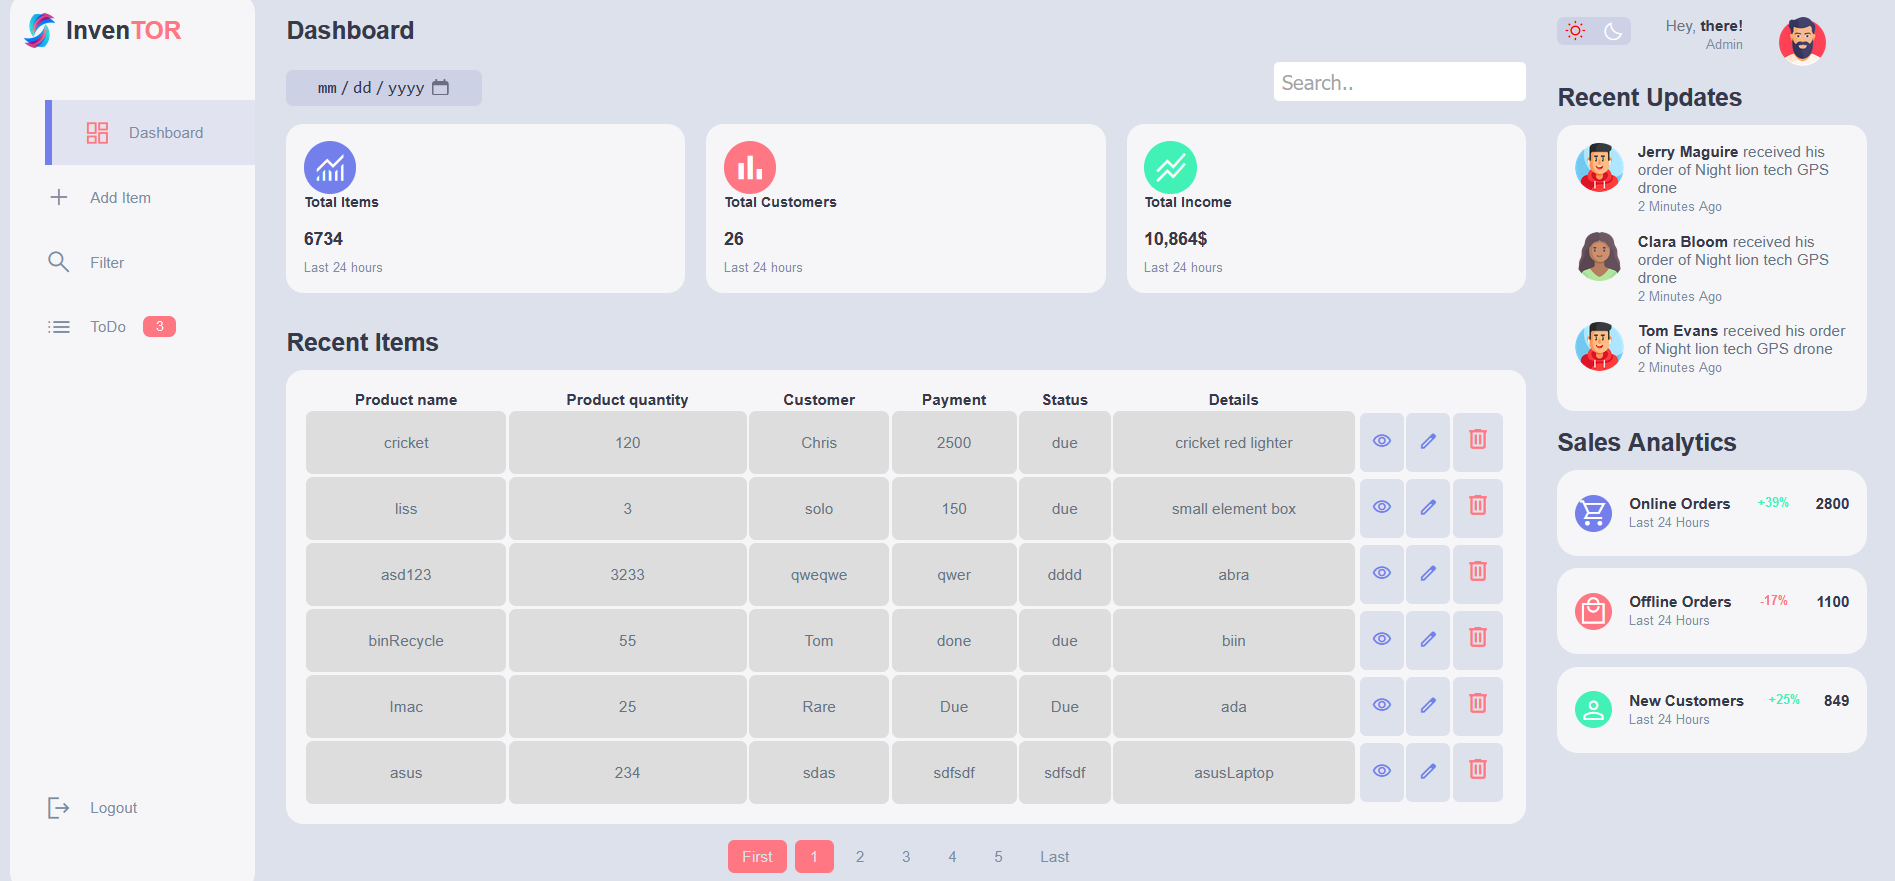 InvenTOR
Dashboard
Add Item
Filter
ToDo 3
Logout
Dashboard
mm / dd / yyyy
Search..
Total Items
6734
Last 24 hours
Total Customers
26
Last 24 hours
Total Income
10,864$
Last 24 hours
Recent Items
Product name Product quantity Customer Payment Status Details
cricket 120 Chris 2500 due cricket red lighter
liss 3 solo 150 due small element box
asd123 3233 qweqwe qwer dddd abra
binRecycle 55 Tom done due biin
Imac 25 Rare Due Due ada
asus 234 sdas sdfsdf sdfsdf asusLaptop
First 1 2 3 4 5 Last
Hey, there!
Admin
Recent Updates
Jerry Maguire received his
order of Night lion tech GPS
drone
2 Minutes Ago
Clara Bloom received his
order of Night lion tech GPS
drone
2 Minutes Ago
Tom Evans received his order
of Night lion tech GPS drone
2 Minutes Ago
Sales Analytics
Online Orders +39% 2800
Last 24 Hours
Offline Orders -17% 1100
Last 24 Hours
New Customers +25% 849
Last 24 Hours